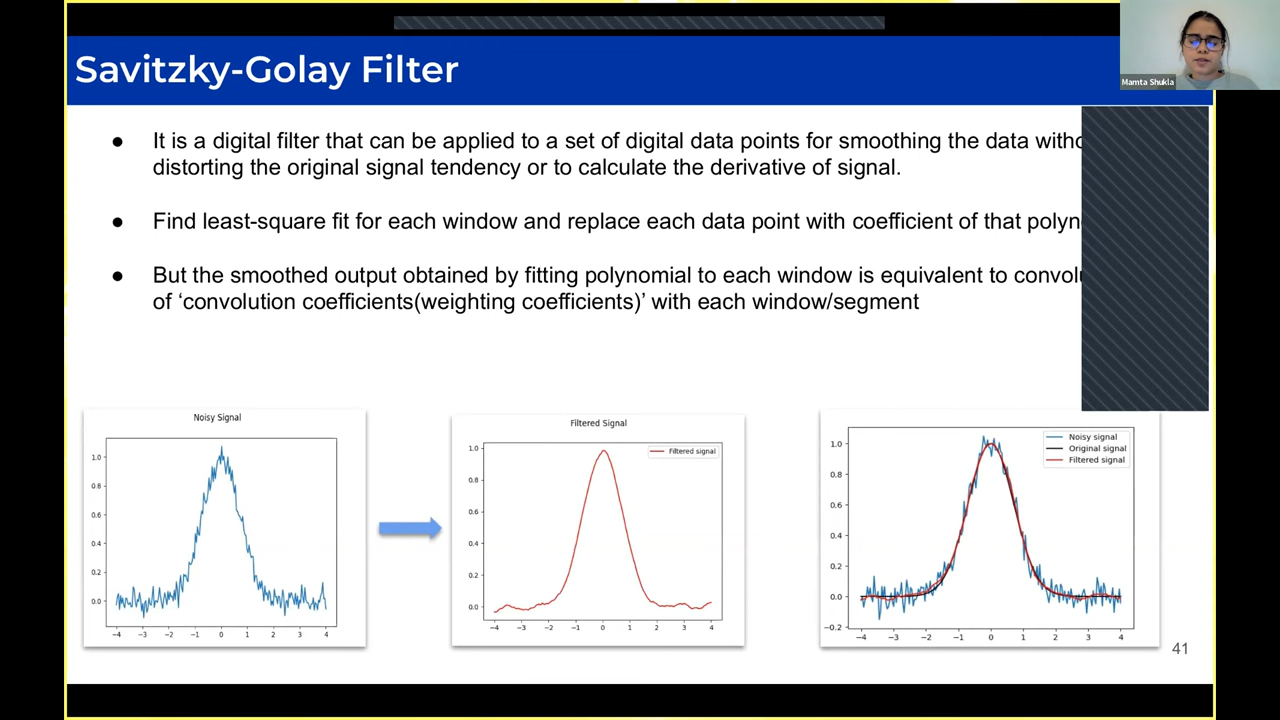 Savitzky-Golay Filter
Mamta Shukla
● It is a digital filter that can be applied to a set of digital data points for smoothing the data witho
distorting the original signal tendency or to calculate the derivative of signal.
● Find least-square fit for each window and replace each data point with coefficient of that polyn
● But the smoothed output obtained by fitting polynomial to each window is equivalent to convolu
of ‘convolution coefficients(weighting coefficients)’ with each window/segment
Noisy Signal
1.0
0.8
0.6
0.4
0.2
0.0
−4 −3 −2 −1 0 1 2 3 4
Filtered Signal
Filtered signal
1.0
0.8
0.6
0.4
0.2
0.0
−4 −3 −2 −1 0 1 2 3 4
Noisy signal
Original signal
Filtered signal
1.0
0.8
0.6
0.4
0.2
0.0
−0.2
−4 −3 −2 −1 0 1 2 3 4
41